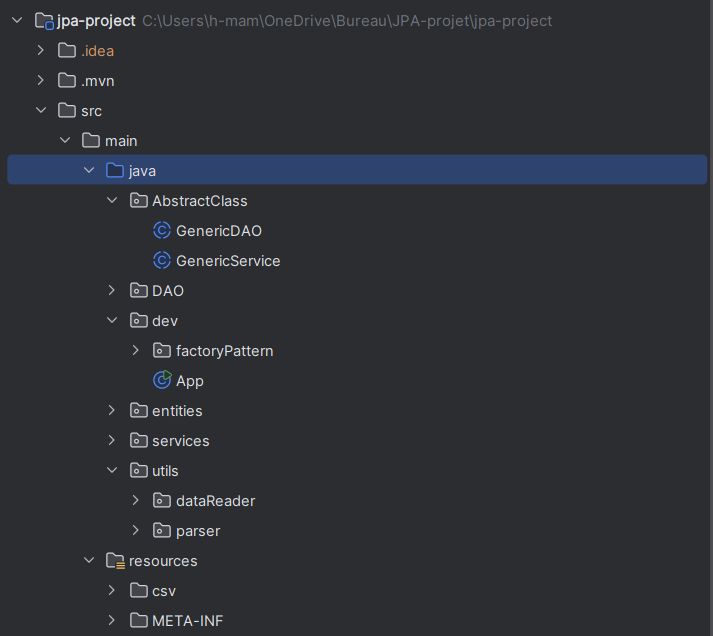 jpa-project C:\Users\h-mam\OneDrive\Bureau\JPA-projet\jpa-project
.idea
.mvn
src
main
java
AbstractClass
GenericDAO
GenericService
DAO
dev
factoryPattern
App
entities
services
utils
dataReader
parser
resources
csv
META-INF